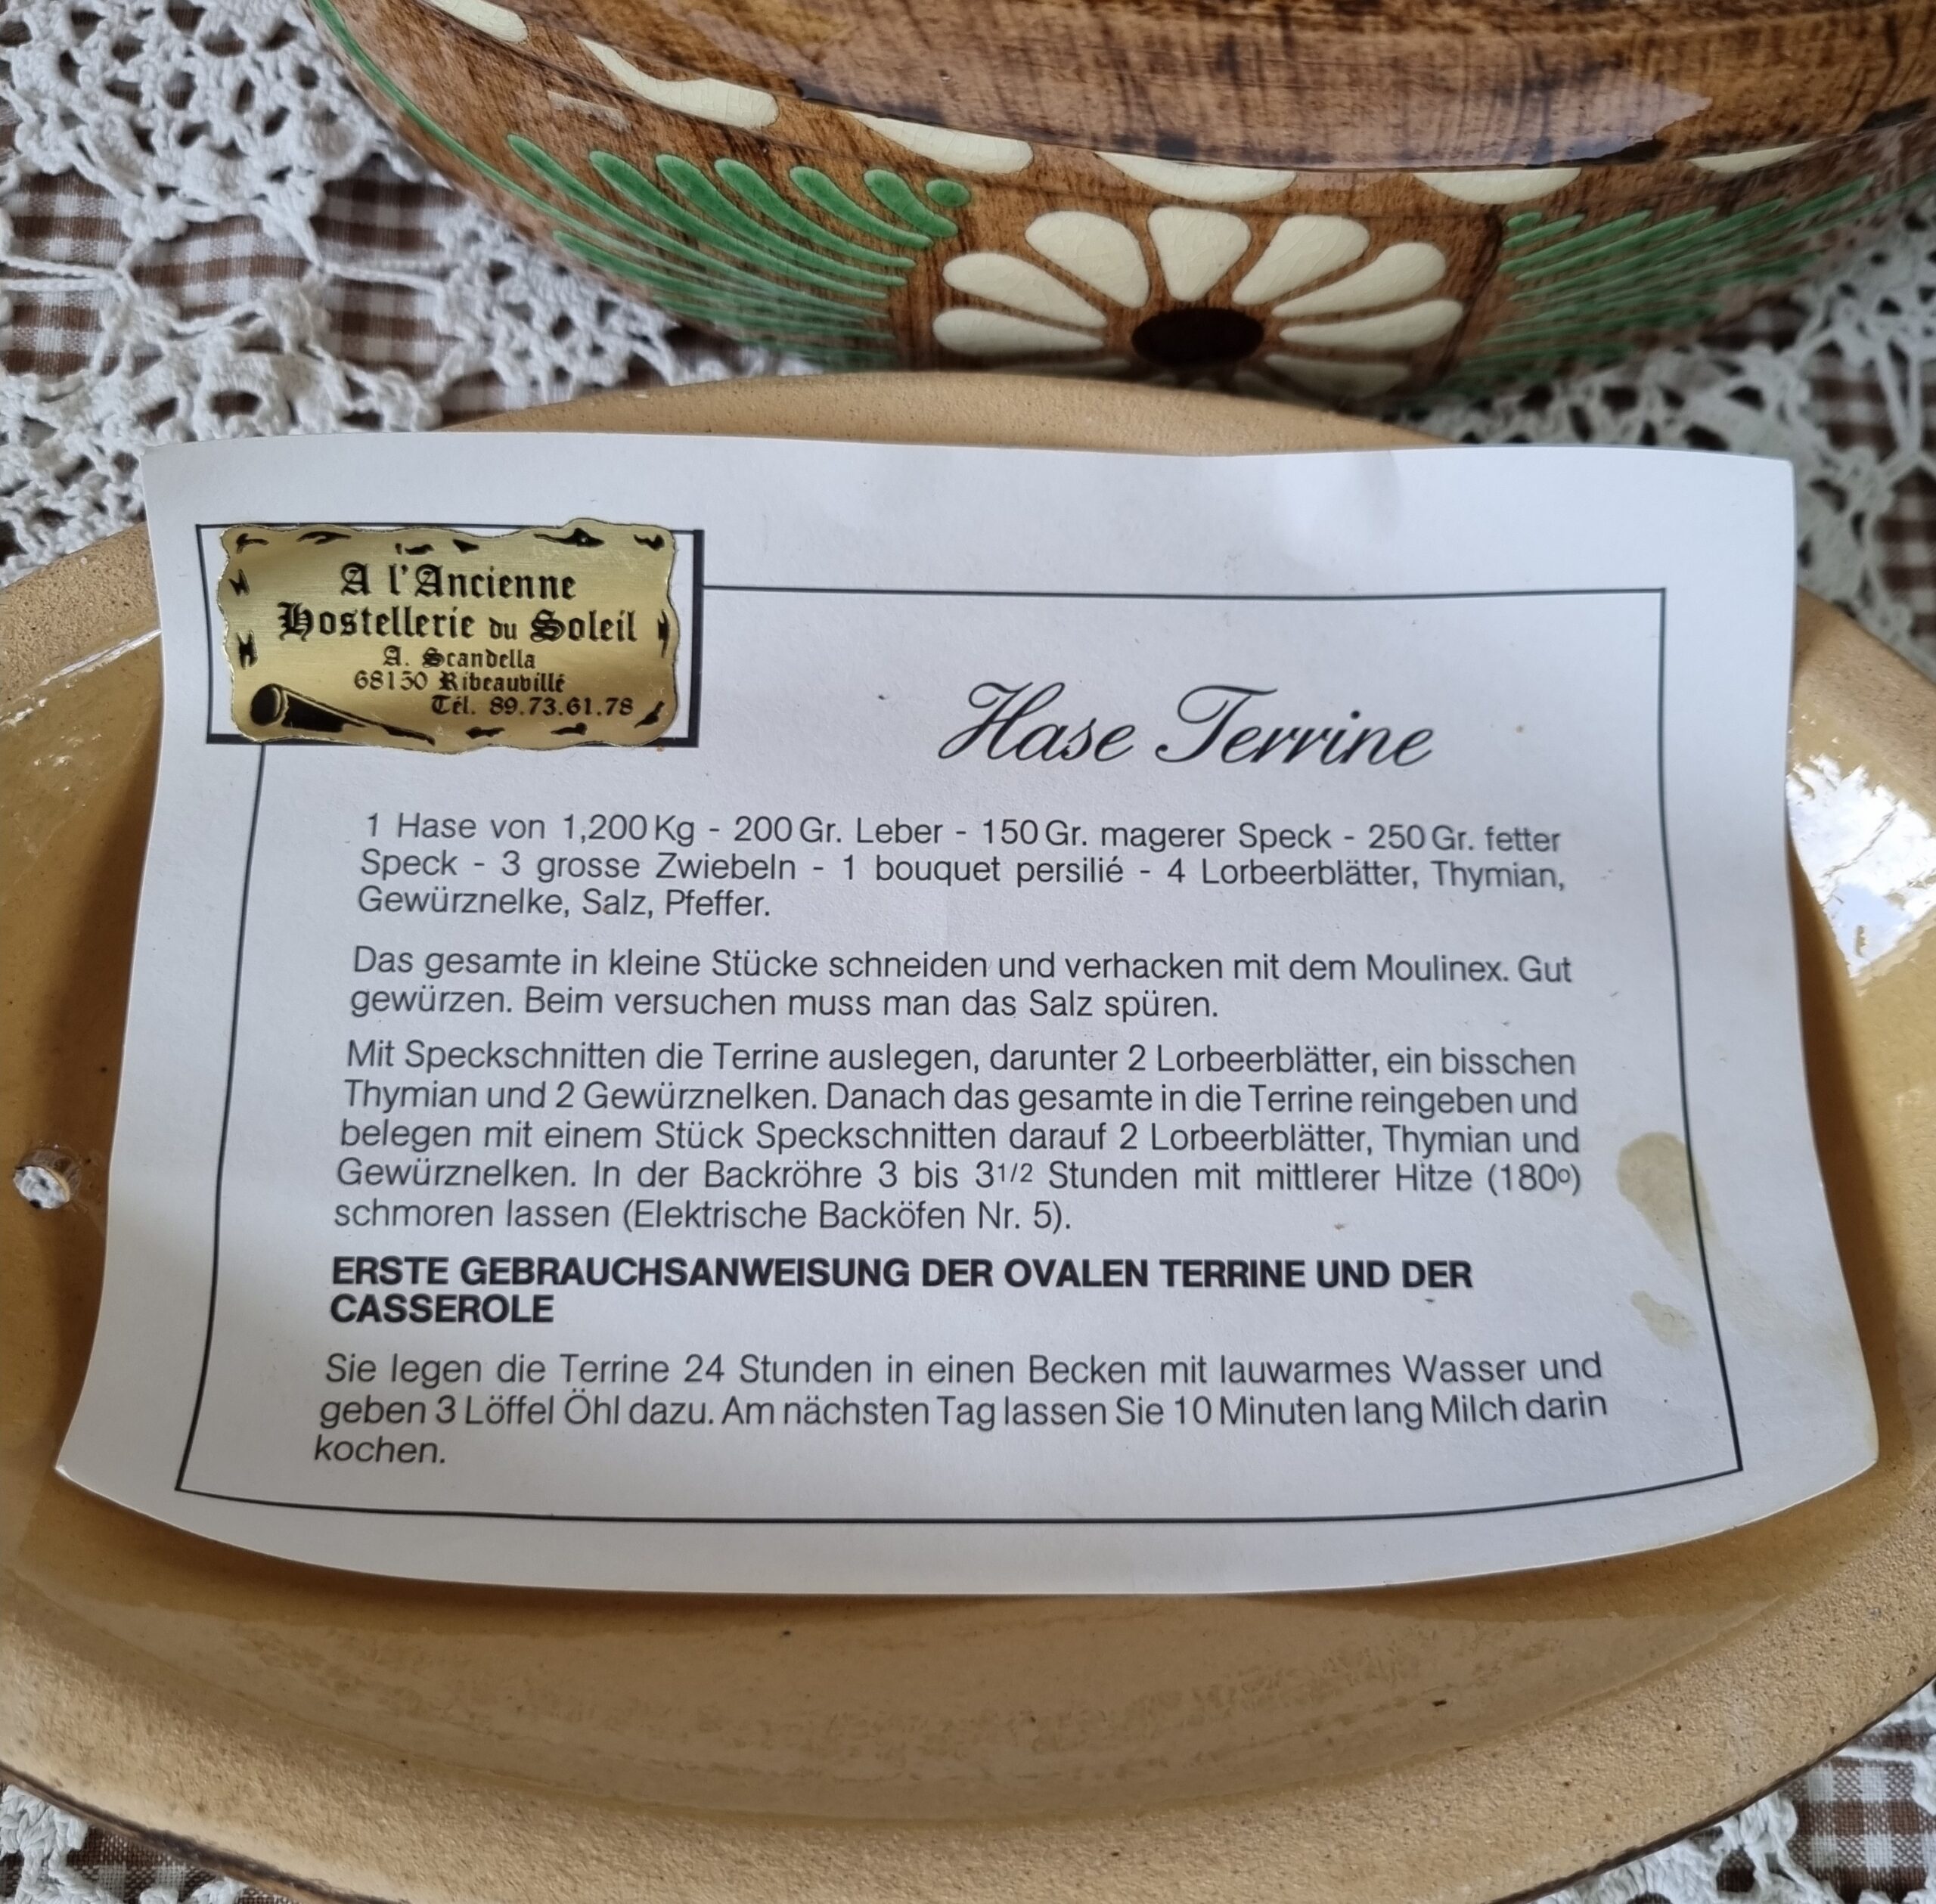 A l'Ancienne
Hostellerie du Soleil
A. Scandella
68150 Ribeauvillé
Tél. 89.73.61.78
Hase Terrine
1 Hase von 1,200 Kg - 200 Gr. Leber - 150 Gr. magerer Speck - 250 Gr. fetter
Speck - 3 grosse Zwiebeln - 1 bouquet persilié - 4 Lorbeerblätter, Thymian,
Gewürznelke, Salz, Pfeffer.
Das gesamte in kleine Stücke schneiden und verhacken mit dem Moulinex. Gut
gewürzen. Beim versuchen muss man das Salz spüren.
Mit Speckschnitten die Terrine auslegen, darunter 2 Lorbeerblätter, ein bisschen
Thymian und 2 Gewürznelken. Danach das gesamte in die Terrine reingeben und
belegen mit einem Stück Speckschnitten darauf 2 Lorbeerblätter, Thymian und
Gewürznelken. In der Backröhre 3 bis 31/2 Stunden mit mittlerer Hitze (180º)
schmoren lassen (Elektrische Backöfen Nr. 5).
ERSTE GEBRAUCHSANWEISUNG DER OVALEN TERRINE UND DER
CASSEROLE
Sie legen die Terrine 24 Stunden in einen Becken mit lauwarmes Wasser und
geben 3 Löffel Öhl dazu. Am nächsten Tag lassen Sie 10 Minuten lang Milch darin
kochen.